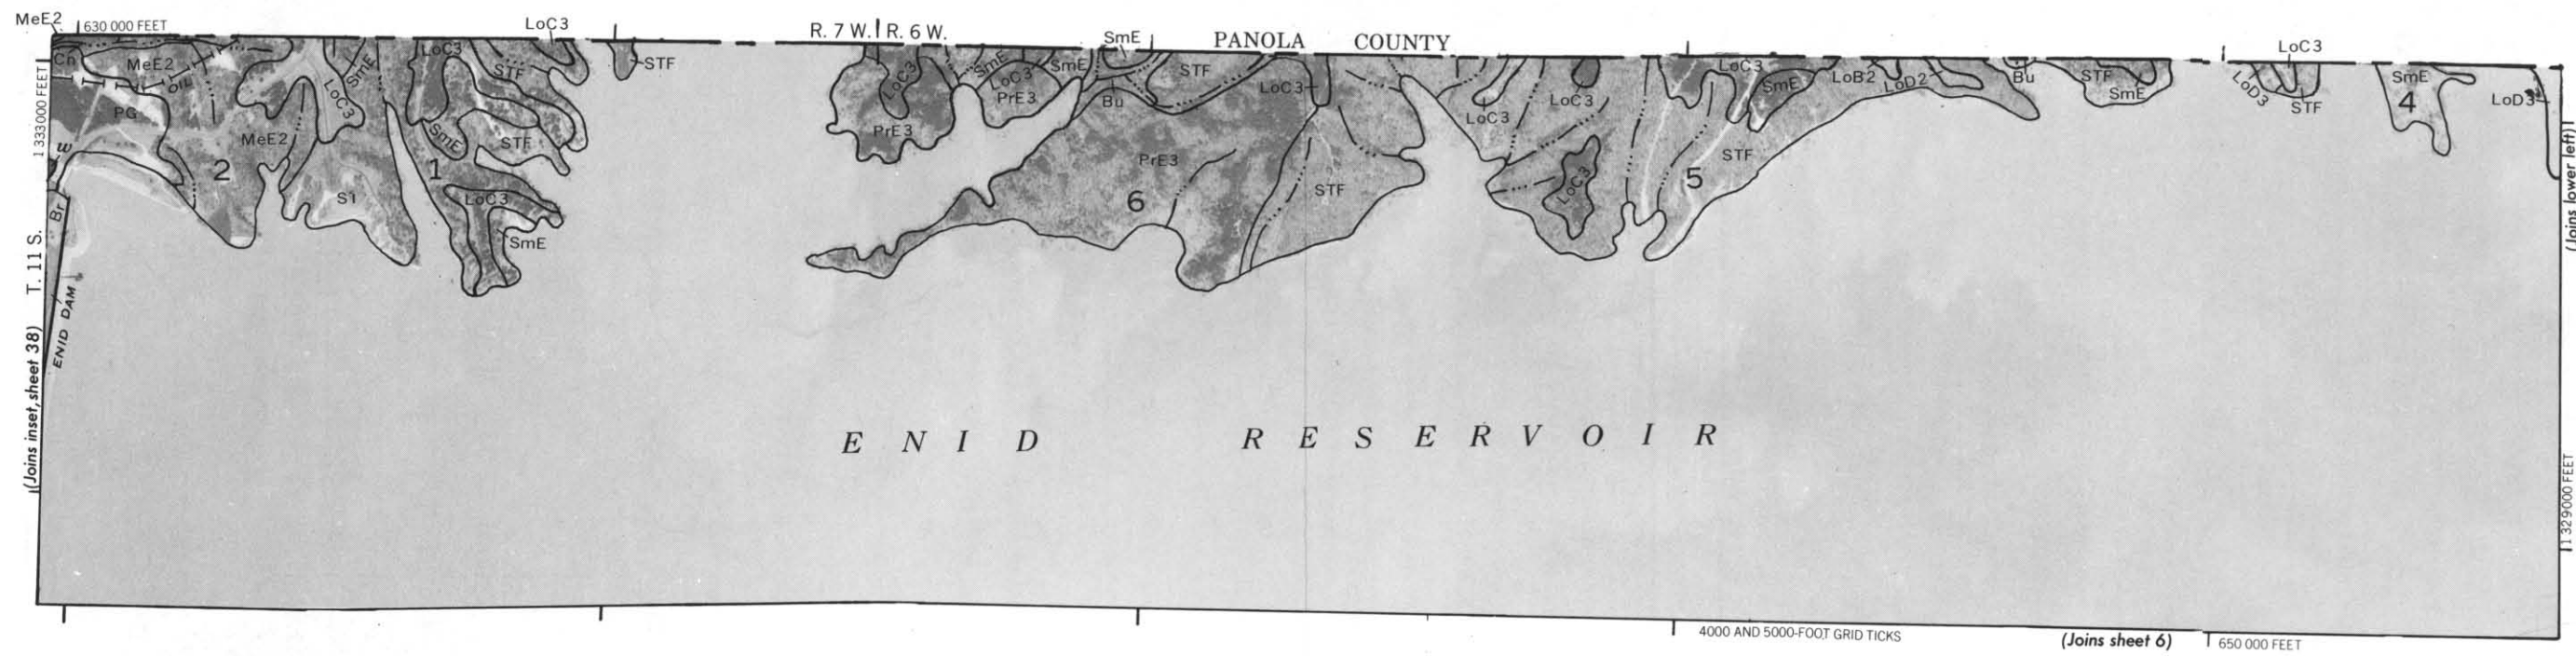 MeE2
630 000 FEET
LoC3
R. 7 W. R. 6 W.
SmE
PANOLA COUNTY
LoC3
Cn
MeE2
OIL
LoC3
SmE
LoC3
STF
STF
LoC3
SmE
LoC3
SmE
STF
LoC3
LoC3
SmE
LoB2
LoD2
Bu
STF
SmE
LoD3
STF
SmE
LoD3
1 333 000 FEET
PG
PrE3
PrE3
Bu
LoC3
LoC3
4
w
MeE2
SmE
STF
PrE3
STF
2
1
6
5
S1
LoC3
STF
LoC3
Br
SmE
T. 11 S.
ENID DAM
(Joins inset, sheet 38)
(Joins lower left)
ENID RESERVOIR
1 329 000 FEET
4000 AND 5000-FOOT GRID TICKS
(Joins sheet 6)
650 000 FEET